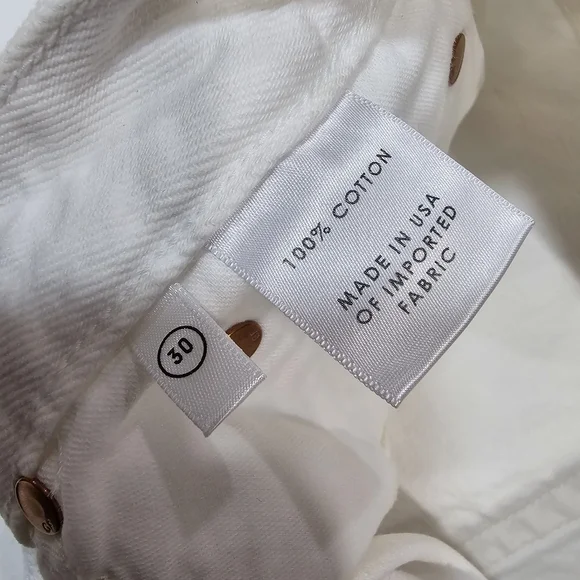 100% COTTON
MADE IN USA
OF IMPORTED
FABRIC
30